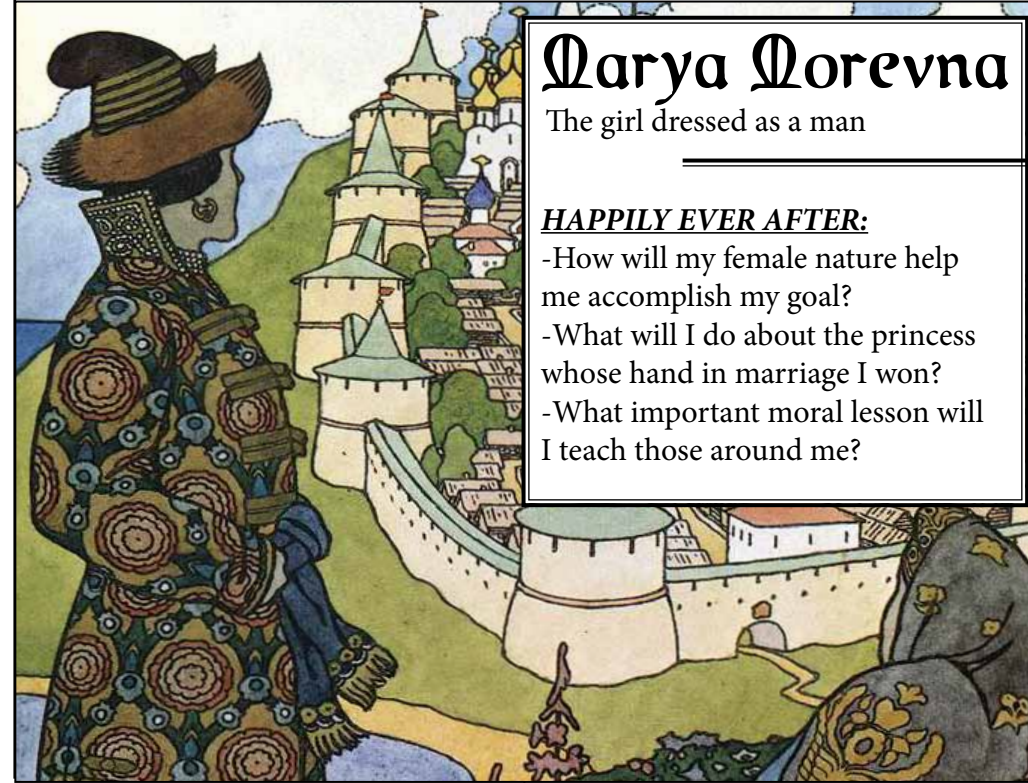 Marya Morevna
The girl dressed as a man
HAPPILY EVER AFTER:
-How will my female nature help
me accomplish my goal?
-What will I do about the princess
whose hand in marriage I won?
-What important moral lesson will
I teach those around me?